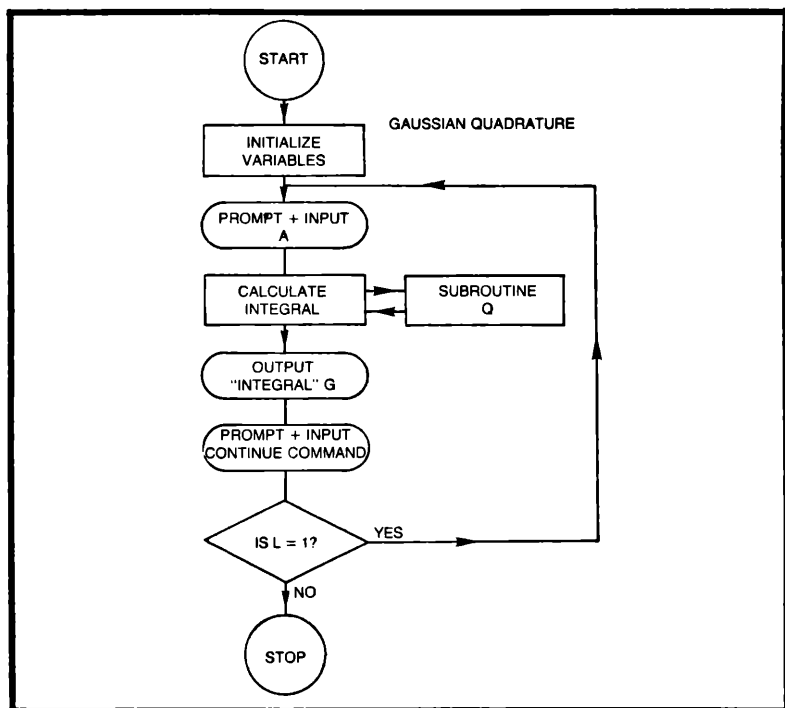 START
GAUSSIAN QUADRATURE
INITIALIZE
VARIABLES
PROMPT + INPUT
A
CALCULATE
INTEGRAL
SUBROUTINE
Q
OUTPUT
"INTEGRAL" G
PROMPT + INPUT
CONTINUE COMMAND
IS L = 1?
YES
NO
STOP